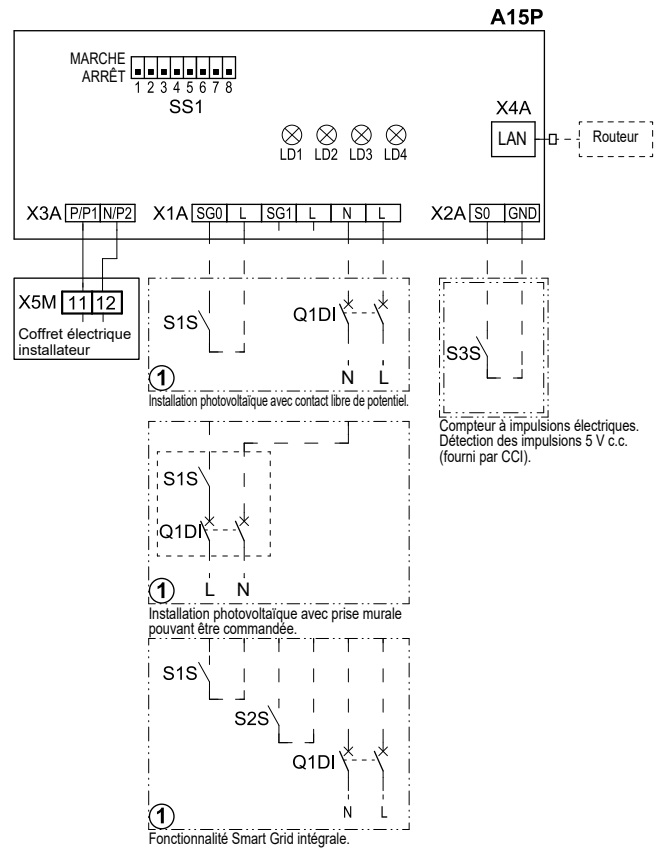 A15P
MARCHE
ARRÊT
1 2 3 4 5 6 7 8
SS1
LD1 LD2 LD3 LD4
X4A
LAN
Routeur
X3A P/P1 N/P2
X1A SG0 L SG1 L N L
X2A S0 GND
X5M 11 12
Coffret électrique
installateur
S1S
Q1DI
N L
1
Installation photovoltaïque avec contact libre de potentiel.
S3S
Compteur à impulsions électriques.
Détection des impulsions 5 V c.c.
(fourni par CCI).
S1S
Q1DI
L N
1
Installation photovoltaïque avec prise murale
pouvant être commandée.
S1S
S2S
Q1DI
N L
1
Fonctionnalité Smart Grid intégrale.